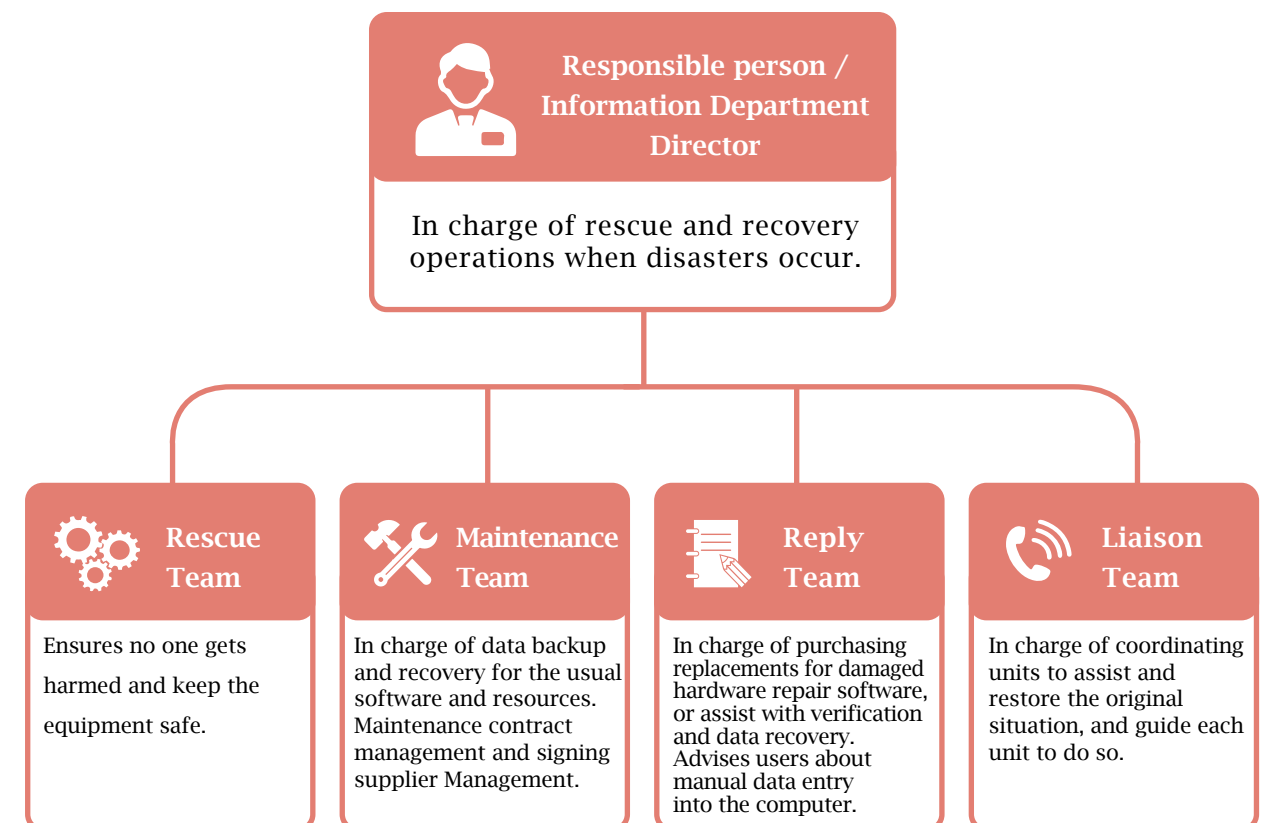 Responsible person /
Information Department
Director
In charge of rescue and recovery
operations when disasters occur.
Rescue
Team
Ensures no one gets
harmed and keep the
equipment safe.
Maintenance
Team
In charge of data backup
and recovery for the usual
software and resources.
Maintenance contract
management and signing
supplier Management.
Reply
Team
In charge of purchasing
replacements for damaged
hardware repair software,
or assist with verification
and data recovery.
Advises users about
manual data entry
into the computer.
Liaison
Team
In charge of coordinating
units to assist and
restore the original
situation, and guide each
unit to do so.